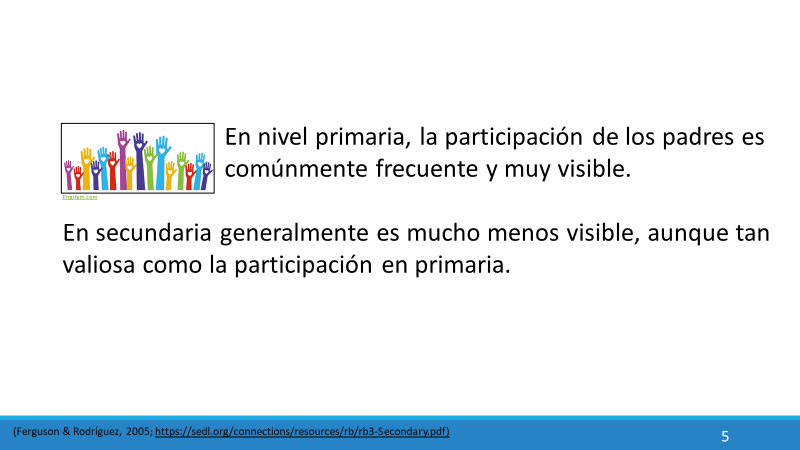 En nivel primaria, la participación de los padres es
comúnmente frecuente y muy visible.
Pnartem.com
En secundaria generalmente es mucho menos visible, aunque tan
valiosa como la participación en primaria.
(Ferguson & Rodríguez, 2005; https://sedl.org/connections/resources/rb/rb3-Secondary.pdf)
5